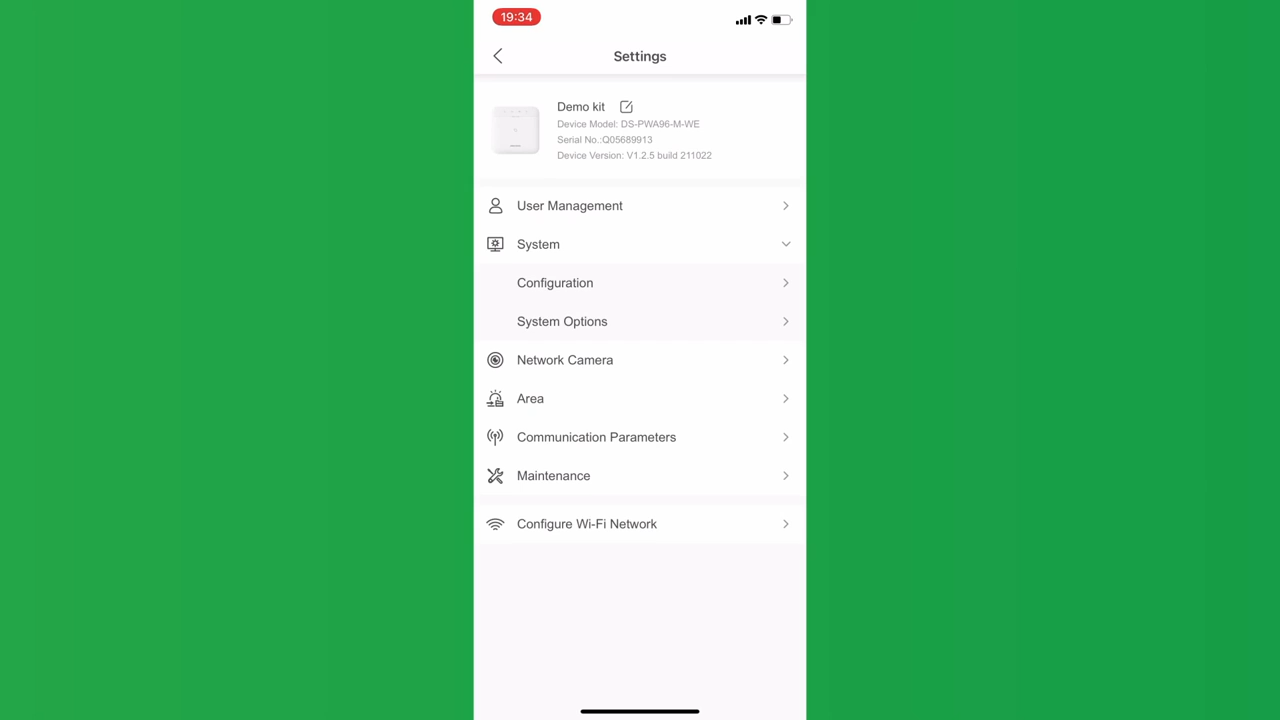 19:34
Settings
Demo kit
Device Model: DS-PWA96-M-WE
Serial No.:Q05689913
Device Version: V1.2.5 build 211022
User Management
System
Configuration
System Options
Network Camera
Area
Communication Parameters
Maintenance
Configure Wi-Fi Network